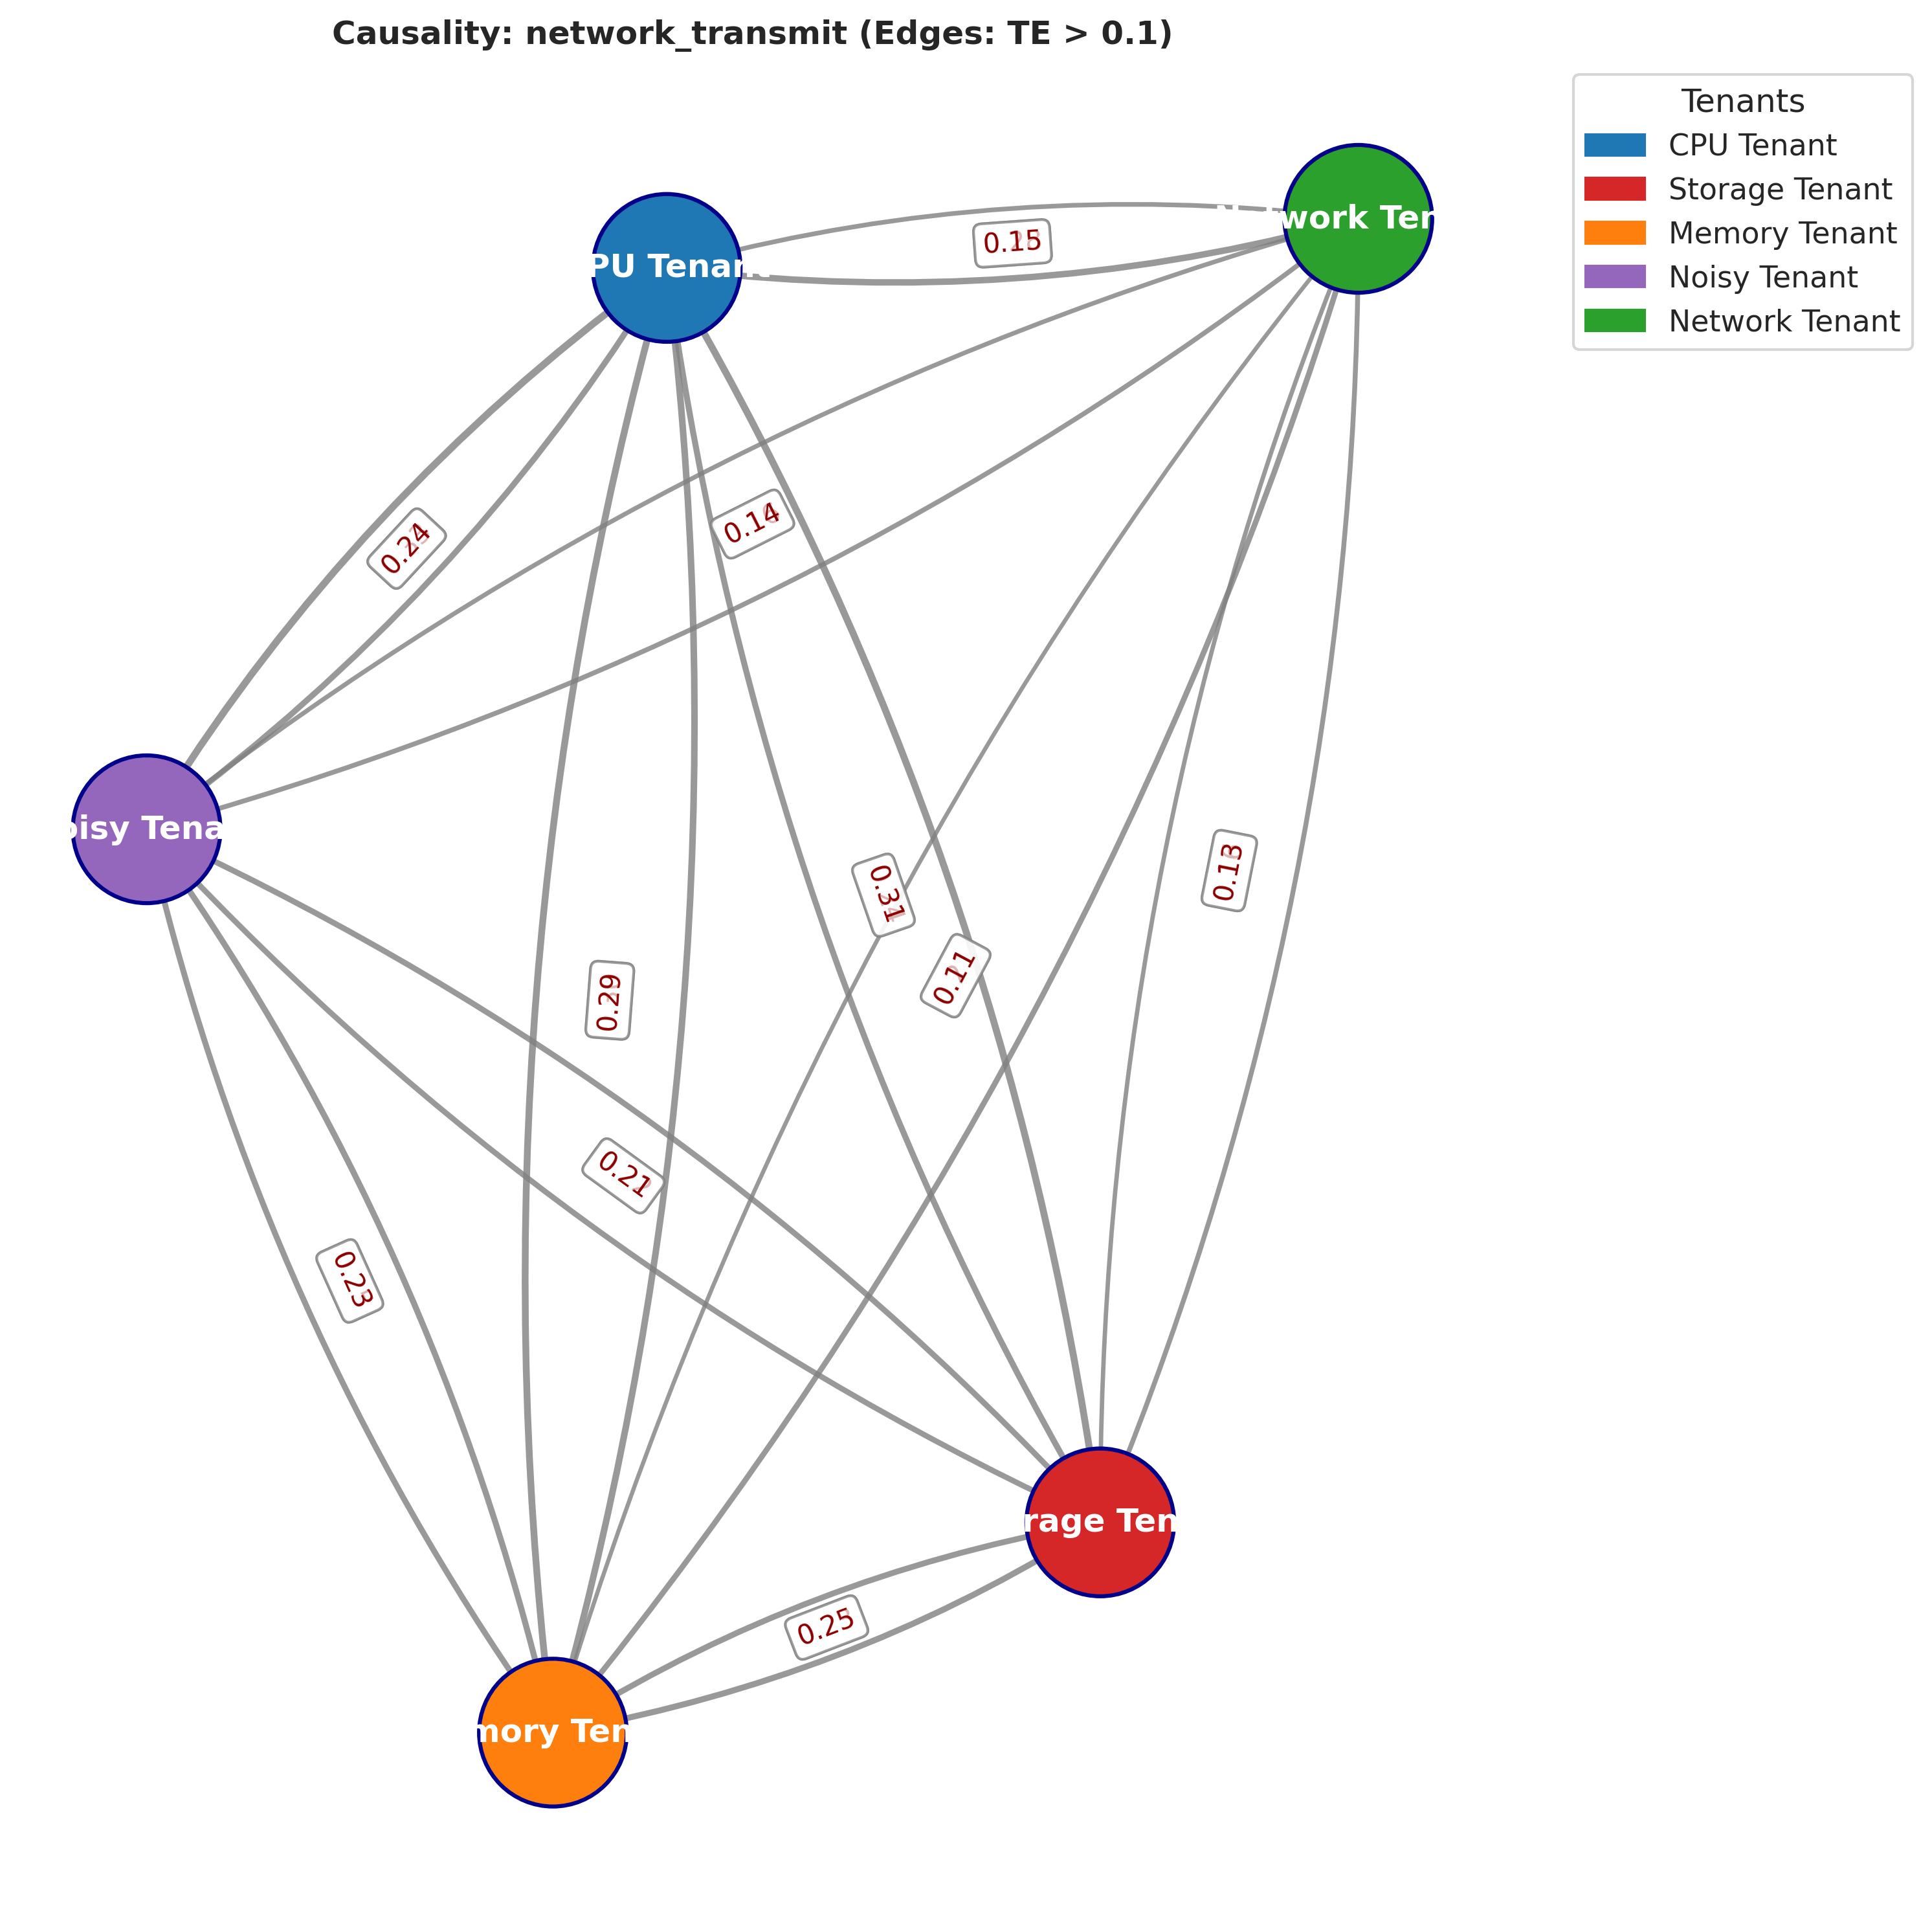 Causality: network_transmit (Edges: TE > 0.1)
Tenants
CPU Tenant
Storage Tenant
Memory Tenant
Noisy Tenant
Network Tenant
work Ten
PU Tenan
0.15
0.14
0.24
oisy Tena
0.13
0.31
0.11
0.29
0.21
0.23
rage Ten
0.25
mory Ten